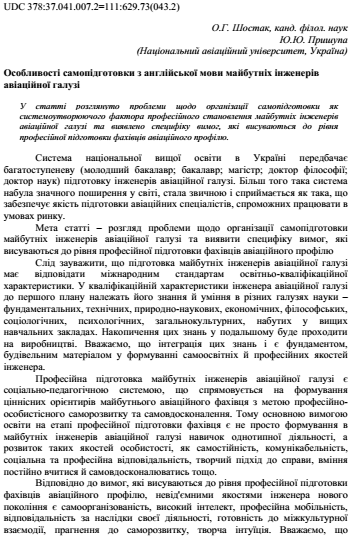 UDC 378:37.041.007.2=111:629.73(043.2)
О.Г. Шостак, канд. філол. наук
Ю.Ю. Пришупа
(Національний авіаційний університет, Україна)
Особливості самопідготовки з англійської мови майбутніх інженерів
авіаційної галузі
У статті розглянуто проблеми щодо організації самопідготовки як
системоутворюючого фактора професійного становлення майбутніх інженерів
авіаційної галузі та виявлено специфіку вимог, які висуваються до рівня
професійної підготовки фахівців авіаційного профілю.
Система національної вищої освіти в Україні передбачає
багатоступеневу (молодший бакалавр; бакалавр; магістр; доктор філософії;
доктор наук) підготовку інженерів авіаційної галузі. Більш того така система
набула значного поширення у світі, стала звичною і сприймається як така, що
забезпечує якість підготовки авіаційних спеціалістів, спроможних працювати в
умовах ринку.
Мета статті – розгляд проблеми щодо організації самопідготовки
майбутніх інженерів авіаційної галузі та виявити специфіку вимог, які
висуваються до рівня професійної підготовки фахівців авіаційного профілю
Слід зауважити, що підготовка майбутніх інженерів авіаційної галузі
має відповідати міжнародним стандартам освітньо-кваліфікаційної
характеристики. У кваліфікаційній характеристики інженера авіаційної галузі
до першого плану належать його знання й уміння в різних галузях науки –
фундаментальних, технічних, природно-наукових, економічних, філософських,
соціологічних, психологічних, загальнокультурних, набутих у вищих
навчальних закладах. Накопичення цих знань у подальшому буде проходити
на виробництві. Вважаємо, що інтеграція цих знань і є фундаментом,
будівельним матеріалом у формуванні самоосвітніх й професійних якостей
інженера.
Професійна підготовка майбутніх інженерів авіаційної галузі є
соціально-педагогічною системою, що спрямовується на формування
ціннісних орієнтирів майбутнього авіаційного фахівця з метою професійно-
особистісного саморозвитку та самовдосконалення. Тому основною вимогою
освіти на етапі професійної підготовки фахівця є не просто формування в
майбутніх інженерів авіаційної галузі навичок однотипної діяльності, а
розвиток таких якостей особистості, як самостійність, комунікабельність,
соціальна та професійна відповідальність, творчий підхід до справи, вміння
постійно вчитися й самовдосконалюватись тощо.
Відповідно до вимог, які висуваються до рівня професійної підготовки
фахівців авіаційного профілю, невід'ємними якостями інженера нового
покоління є самоорганізованість, високий інтелект, професійна мобільність,
відповідальність за наслідки своєї діяльності, готовність до міжкультурної
взаємодії, прагнення до саморозвитку, творча інтуїція. Вважаємо, що